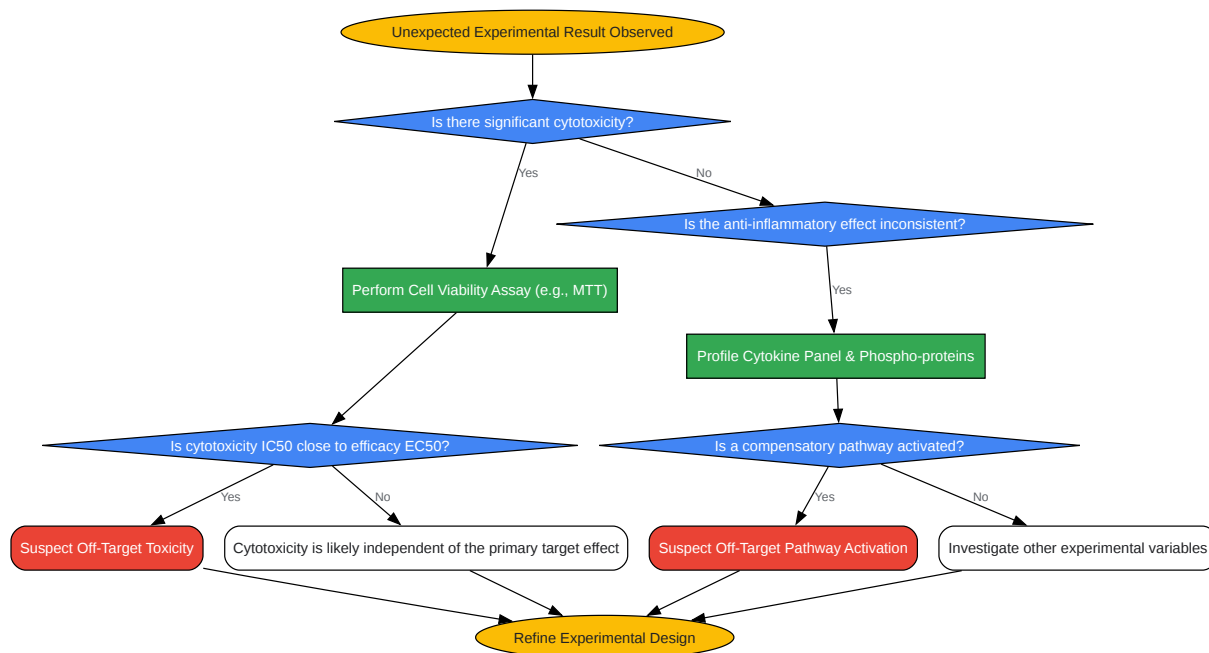 Unexpected Experimental Result Observed
Is there significant cytotoxicity?
Yes
No
Is the anti-inflammatory effect inconsistent?
Perform Cell Viability Assay (e.g., MTT)
Yes
Profile Cytokine Panel & Phospho-proteins
Is cytotoxicity IC50 close to efficacy EC50?
Is a compensatory pathway activated?
Yes
No
Yes
No
Suspect Off-Target Toxicity
Cytotoxicity is likely independent of the primary target effect
Suspect Off-Target Pathway Activation
Investigate other experimental variables
Refine Experimental Design